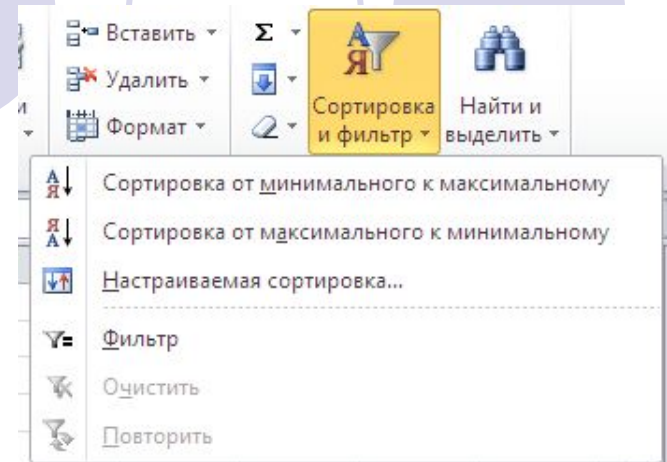 Вставить
Удалить
Формат
Σ
Сортировка
и фильтр
Найти и
выделить
Сортировка от минимального к максимальному
Сортировка от максимального к минимальному
Настраиваемая сортировка...
Фильтр
Очистить
Повторить